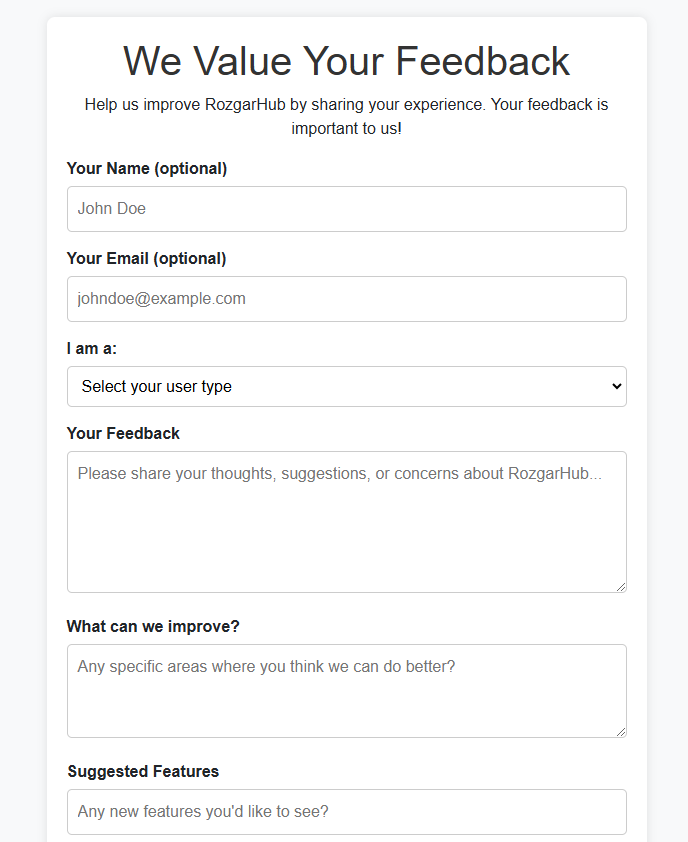 We Value Your Feedback
Help us improve RozgarHub by sharing your experience. Your feedback is
important to us!
Your Name (optional)
John Doe
Your Email (optional)
johndoe@example.com
I am a:
Select your user type
Your Feedback
Please share your thoughts, suggestions, or concerns about RozgarHub...
What can we improve?
Any specific areas where you think we can do better?
Suggested Features
Any new features you'd like to see?